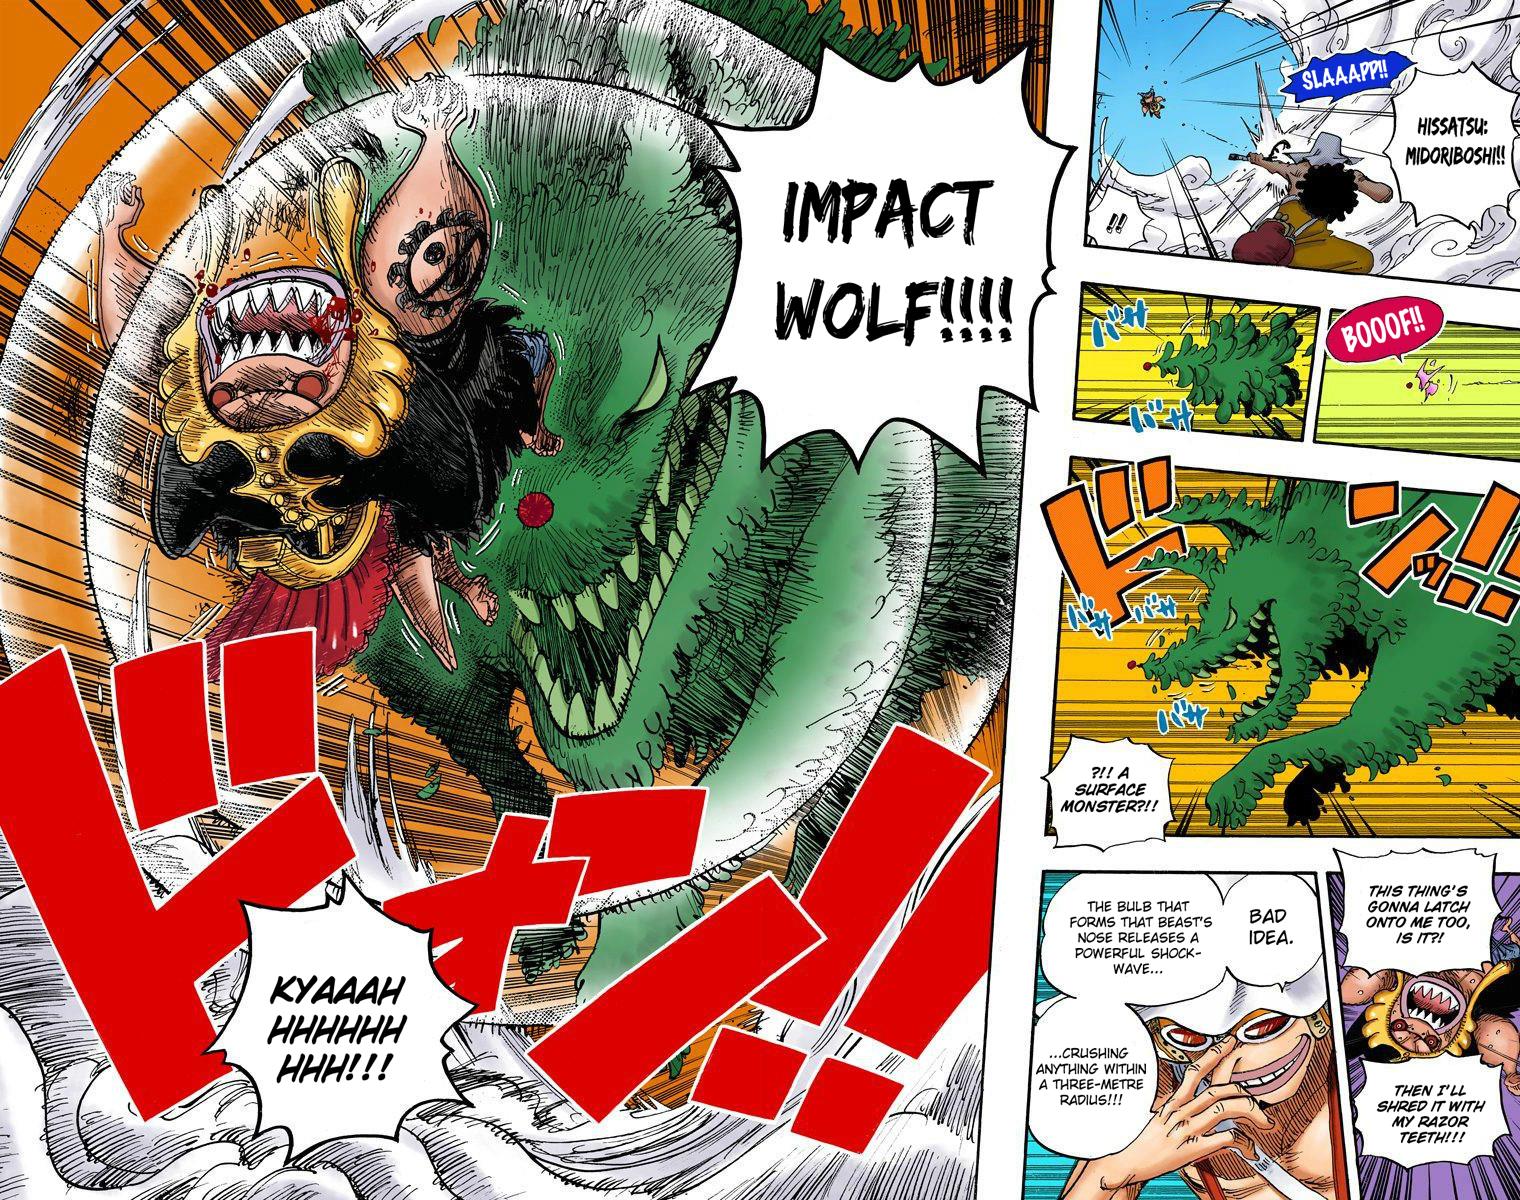 SLAAAPP!!
HISSATSU:
MIDORIBOSHI!!
!!
BOOOF!!
バサ
バサ
ドン!!
バサ
バサ
バサ
?!! A
SURFACE
MONSTER?!!
THIS THING'S
GONNA LATCH
ONTO ME TOO,
IS IT?!
THEN I'LL
SHRED IT WITH
MY RAZOR
TEETH!!!
BAD
IDEA.
THE BULB THAT
FORMS THAT BEAST'S
NOSE RELEASES A
POWERFUL SHOCK-
WAVE...
...CRUSHING
ANYTHING WITHIN
A THREE-METRE
RADIUS!!!
IMPACT
WOLF!!!!
ドオン!!
KYAAAH
HHHHHH
HHH!!!